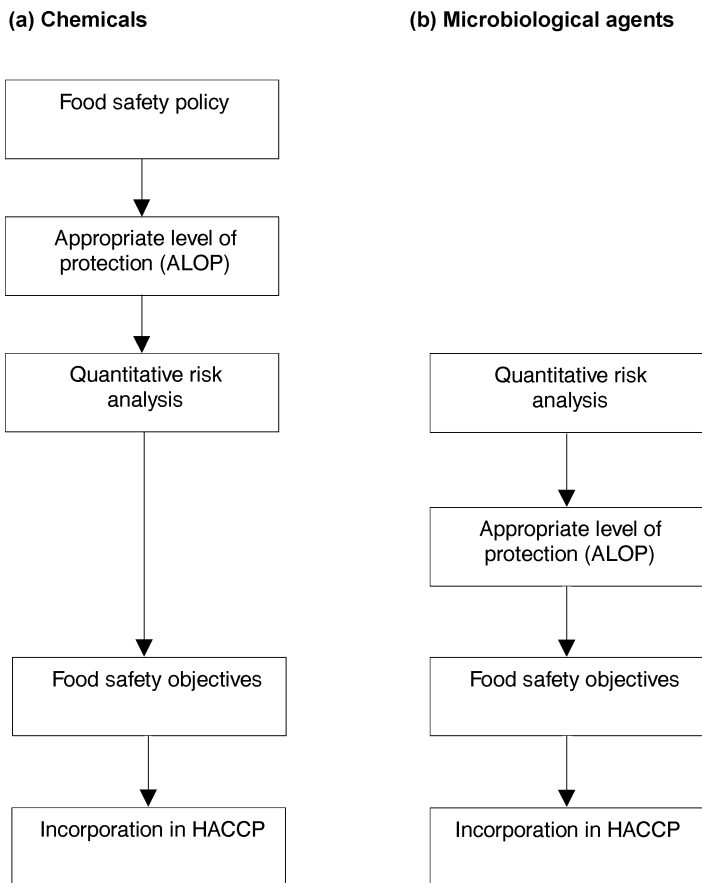 (a) Chemicals
Food safety policy
Appropriate level of
protection (ALOP)
Quantitative risk
analysis
Food safety objectives
Incorporation in HACCP
(b) Microbiological agents
Quantitative risk
analysis
Appropriate level of
protection (ALOP)
Food safety objectives
Incorporation in HACCP